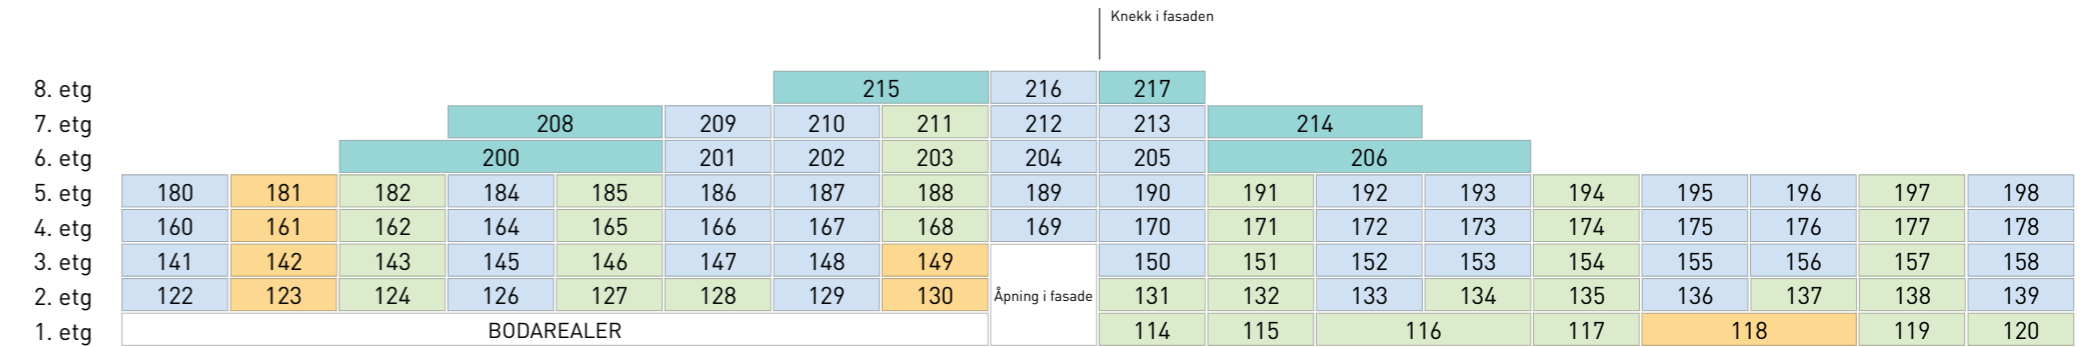 Knekk i fasaden
8. etg 215 216 217
7. etg 208 209 210 211 212 213 214
6. etg 200 201 202 203 204 205 206
5. etg 180 181 182 184 185 186 187 188 189 190 191 192 193 194 195 196 197 198
4. etg 160 161 162 164 165 166 167 168 169 170 171 172 173 174 175 176 177 178
3. etg 141 142 143 145 146 147 148 149 150 151 152 153 154 155 156 157 158
2. etg 122 123 124 126 127 128 129 130 Åpning i fasade 131 132 133 134 135 136 137 138 139
1. etg BODAREALER 114 115 116 117 118 119 120